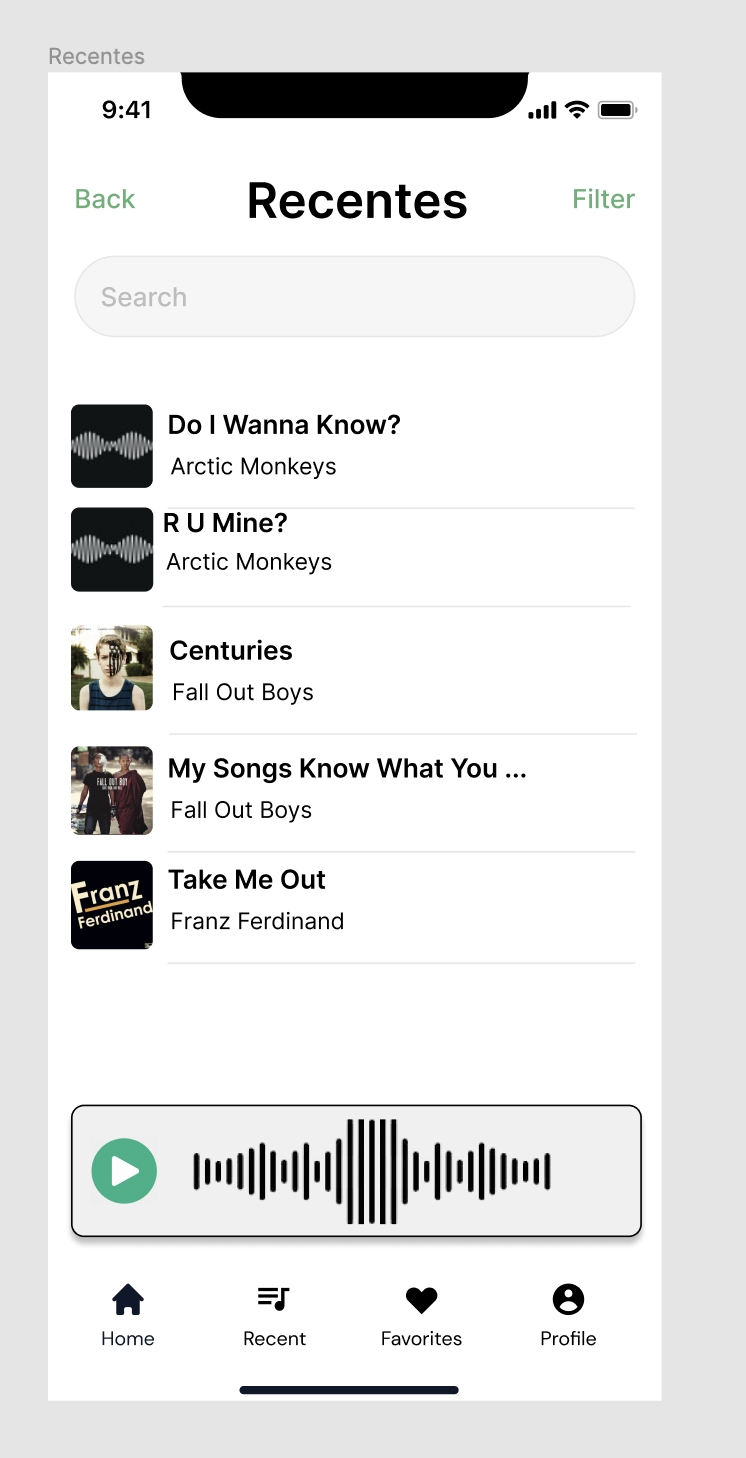 Recentes
9:41
Back Recentes Filter
Search
Do I Wanna Know?
Arctic Monkeys
R U Mine?
Arctic Monkeys
Centuries
Fall Out Boys
FALL OUT BOY
My Songs Know What You ...
Fall Out Boys
Franz
Ferdinand
Take Me Out
Franz Ferdinand
Home Recent Favorites Profile